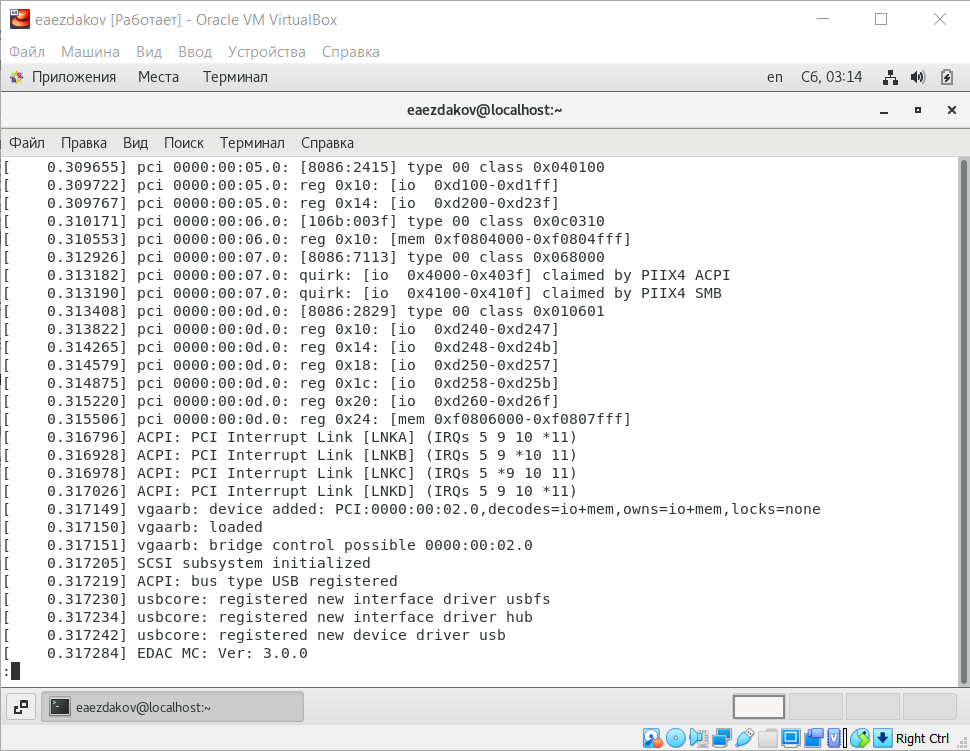 eaezdakov [Работает] - Oracle VM VirtualBox
Файл Машина Вид Ввод Устройства Справка
Приложения Места Терминал en Сб, 03:14
eaezdakov@localhost:~
Файл Правка Вид Поиск Терминал Справка
[    0.309655] pci 0000:00:05.0: [8086:2415] type 00 class 0x040100
[    0.309722] pci 0000:00:05.0: reg 0x10: [io  0xd100-0xd1ff]
[    0.309767] pci 0000:00:05.0: reg 0x14: [io  0xd200-0xd23f]
[    0.310171] pci 0000:00:06.0: [106b:003f] type 00 class 0x0c0310
[    0.310553] pci 0000:00:06.0: reg 0x10: [mem 0xf0804000-0xf0804fff]
[    0.312926] pci 0000:00:07.0: [8086:7113] type 00 class 0x068000
[    0.313182] pci 0000:00:07.0: quirk: [io  0x4000-0x403f] claimed by PIIX4 ACPI
[    0.313190] pci 0000:00:07.0: quirk: [io  0x4100-0x410f] claimed by PIIX4 SMB
[    0.313408] pci 0000:00:0d.0: [8086:2829] type 00 class 0x010601
[    0.313822] pci 0000:00:0d.0: reg 0x10: [io  0xd240-0xd247]
[    0.314265] pci 0000:00:0d.0: reg 0x14: [io  0xd248-0xd24b]
[    0.314579] pci 0000:00:0d.0: reg 0x18: [io  0xd250-0xd257]
[    0.314875] pci 0000:00:0d.0: reg 0x1c: [io  0xd258-0xd25b]
[    0.315220] pci 0000:00:0d.0: reg 0x20: [io  0xd260-0xd26f]
[    0.315506] pci 0000:00:0d.0: reg 0x24: [mem 0xf0806000-0xf0807fff]
[    0.316796] ACPI: PCI Interrupt Link [LNKA] (IRQs 5 9 10 *11)
[    0.316928] ACPI: PCI Interrupt Link [LNKB] (IRQs 5 9 *10 11)
[    0.316978] ACPI: PCI Interrupt Link [LNKC] (IRQs 5 *9 10 11)
[    0.317026] ACPI: PCI Interrupt Link [LNKD] (IRQs 5 9 10 *11)
[    0.317149] vgaarb: device added: PCI:0000:00:02.0,decodes=io+mem,owns=io+mem,locks=none
[    0.317150] vgaarb: loaded
[    0.317151] vgaarb: bridge control possible 0000:00:02.0
[    0.317205] SCSI subsystem initialized
[    0.317219] ACPI: bus type USB registered
[    0.317230] usbcore: registered new interface driver usbfs
[    0.317234] usbcore: registered new interface driver hub
[    0.317242] usbcore: registered new device driver usb
[    0.317284] EDAC MC: Ver: 3.0.0
:
eaezdakov@localhost:~
Right Ctrl